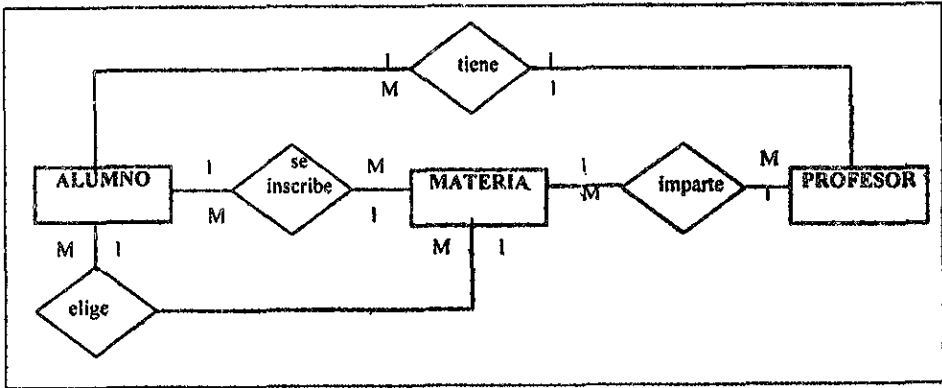 1
tiene
1
M
1
ALUMNO
1
se
inscribe
M
MATERIA
1
imparte
M
PROFESOR
M
1
M
1
M
1
M
1
elige